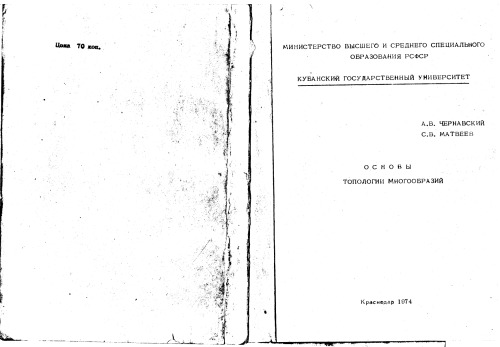 Цена 70 коп.
МИНИСТЕРСТВО ВЫСШЕГО И СРЕДНЕГО СПЕЦИАЛЬНОГО
ОБРАЗОВАНИЯ РСФСР
КУБАНСКИЙ ГОСУДАРСТВЕННЫЙ УНИВЕРСИТЕТ
А.В. ЧЕРНАВСКИЙ
С.В. МАТВЕЕВ
ОСНОВЫ
ТОПОЛОГИИ МНОГООБРАЗИЙ
Краснодар 1974